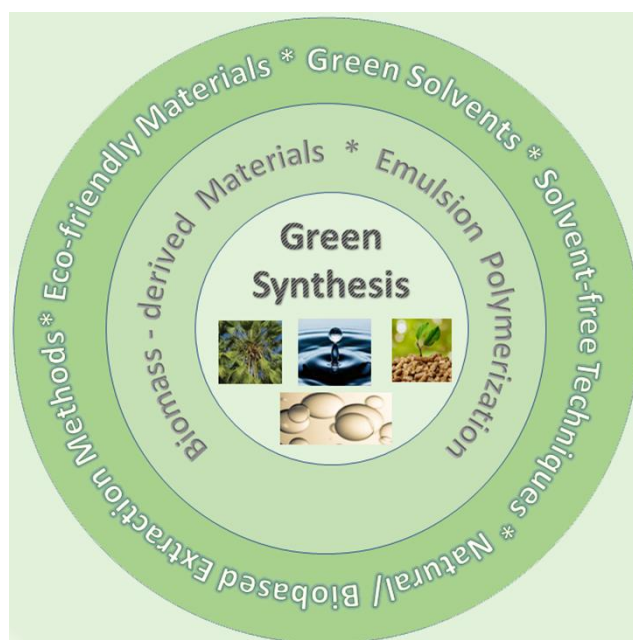 Eco-friendly Materials * Green Solvents * Solvent-free Techniques * Natural/ Biobased Extraction Methods*
Biomass - derived Materials * Emulsion Polymerization
Green
Synthesis